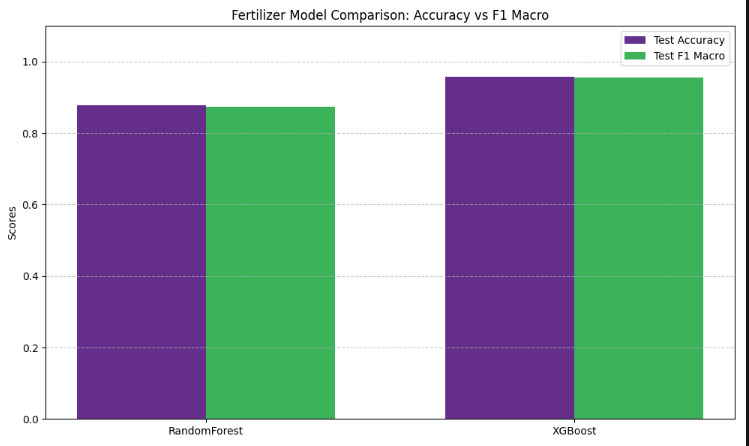 Fertilizer Model Comparison: Accuracy vs F1 Macro
Test Accuracy
Test F1 Macro
1.0
0.8
0.6
0.4
0.2
0.0
Scores
RandomForest
XGBoost